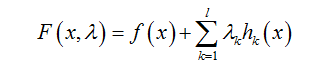 F(x,λ) = f(x) + ∑_{k=1}^{l} λ_k h_k(x)